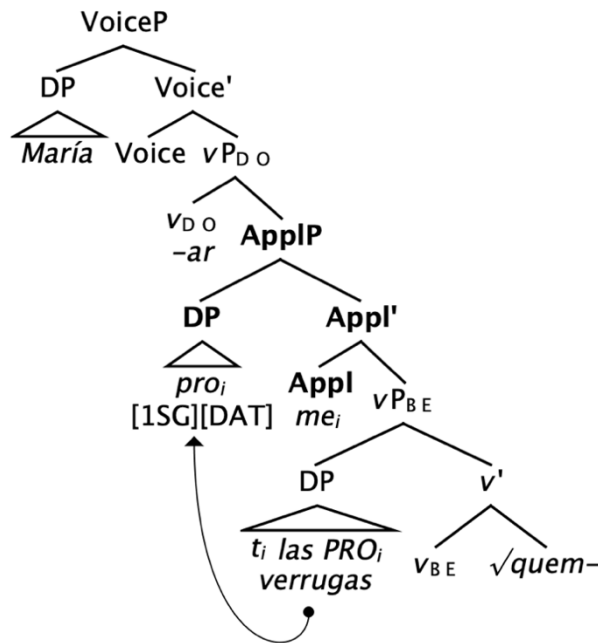 VoiceP
DP Voice'
María Voice vP_DO
v_DO ApplP
-ar
DP Appl'
pro_i Appl vP_BE
[1SG][DAT] me_i
DP v'
t_i las PRO_i v_BE √quem-
verrugas